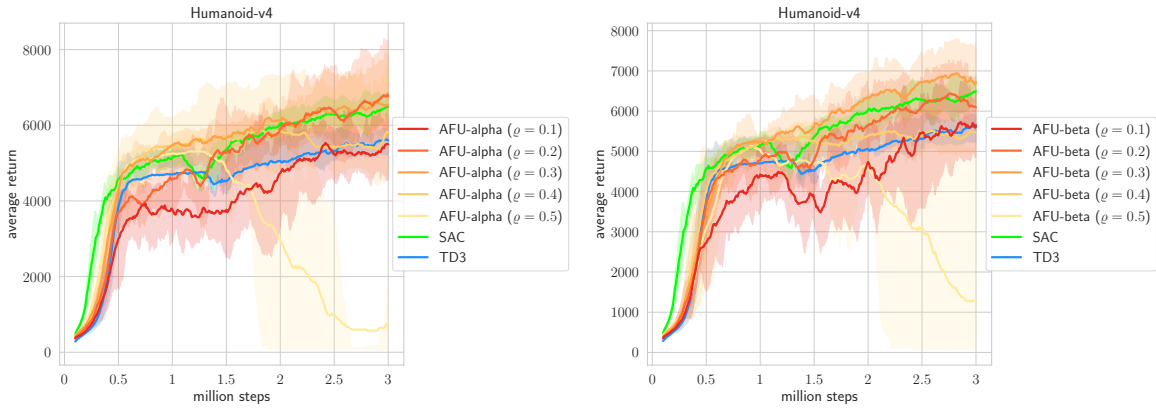 Humanoid-v4
8000
6000
4000
2000
0
average return
0 0.5 1 1.5 2 2.5 3
million steps
AFU-alpha (ϱ = 0.1)
AFU-alpha (ϱ = 0.2)
AFU-alpha (ϱ = 0.3)
AFU-alpha (ϱ = 0.4)
AFU-alpha (ϱ = 0.5)
SAC
TD3
Humanoid-v4
8000
7000
6000
5000
4000
3000
2000
1000
0
average return
0 0.5 1 1.5 2 2.5 3
million steps
AFU-beta (ϱ = 0.1)
AFU-beta (ϱ = 0.2)
AFU-beta (ϱ = 0.3)
AFU-beta (ϱ = 0.4)
AFU-beta (ϱ = 0.5)
SAC
TD3